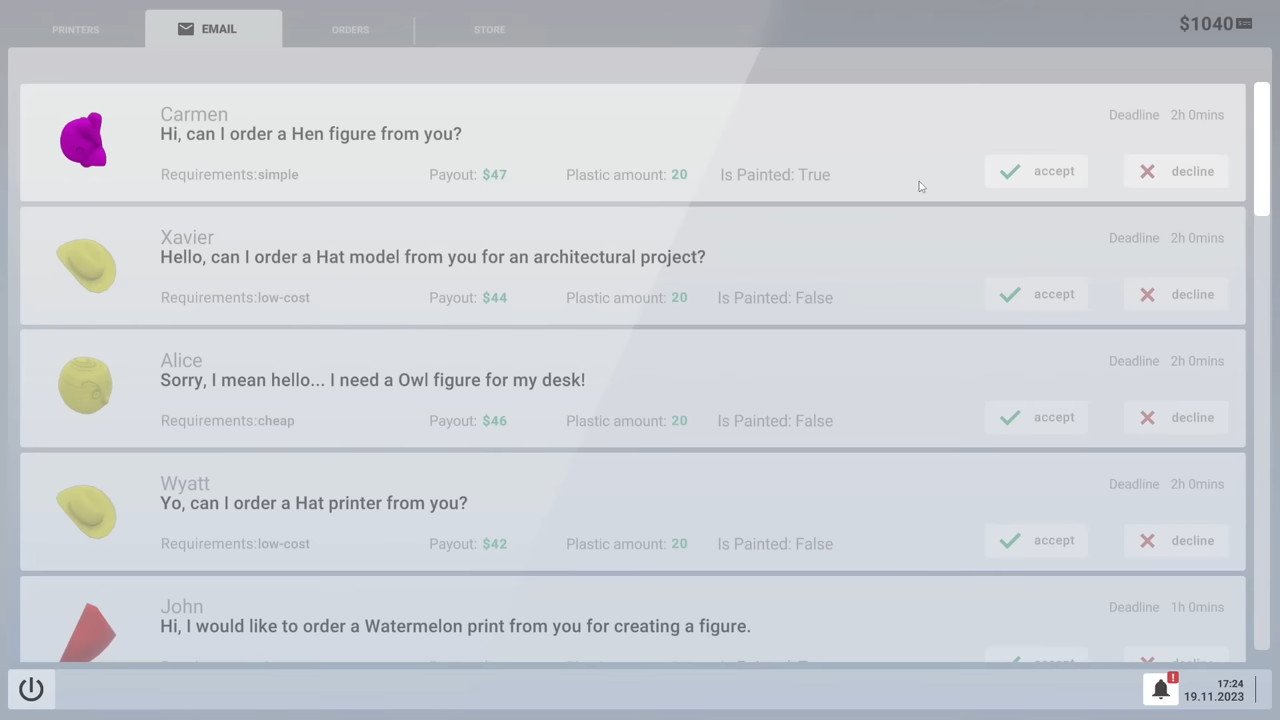 PRINTERS
EMAIL
ORDERS
STORE
$1040
Carmen
Deadline 2h 0mins
Hi, can I order a Hen figure from you?
Requirements:simple Payout: $47 Plastic amount: 20 Is Painted: True
accept decline
Xavier
Deadline 2h 0mins
Hello, can I order a Hat model from you for an architectural project?
Requirements:low-cost Payout: $44 Plastic amount: 20 Is Painted: False
accept decline
Alice
Deadline 2h 0mins
Sorry, I mean hello... I need a Owl figure for my desk!
Requirements:cheap Payout: $46 Plastic amount: 20 Is Painted: False
accept decline
Wyatt
Deadline 2h 0mins
Yo, can I order a Hat printer from you?
Requirements:low-cost Payout: $42 Plastic amount: 20 Is Painted: False
accept decline
John
Deadline 1h 0mins
Hi, I would like to order a Watermelon print from you for creating a figure.
!
17:24
19.11.2023